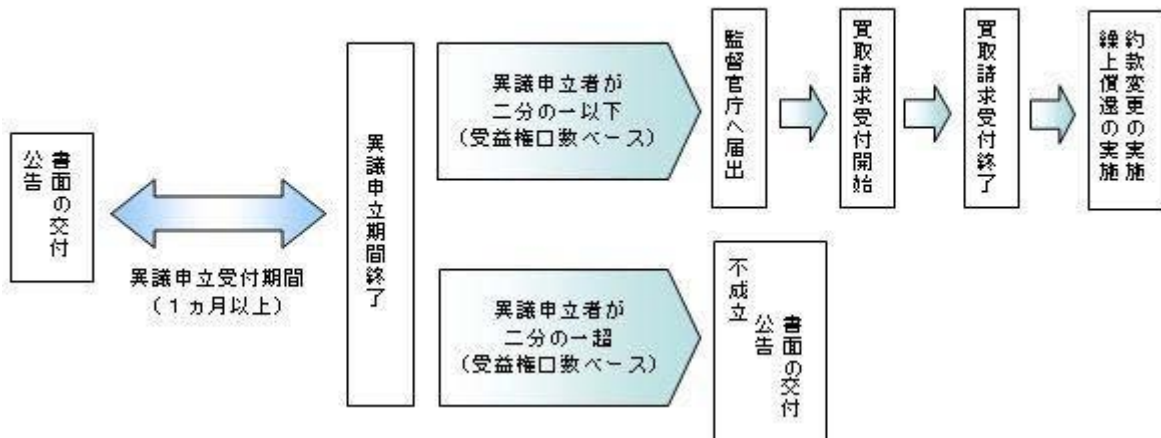 書面の交付
公告
異議申立受付期間
（１ヵ月以上）
異議申立期間終了
異議申立者が
二分の一以下
（受益権口数ベース）
監督官庁へ届出
買取請求受付開始
買取請求受付終了
約款変更の実施
繰上償還の実施
異議申立者が
二分の一超
（受益権口数ベース）
不成立
書面の交付
公告